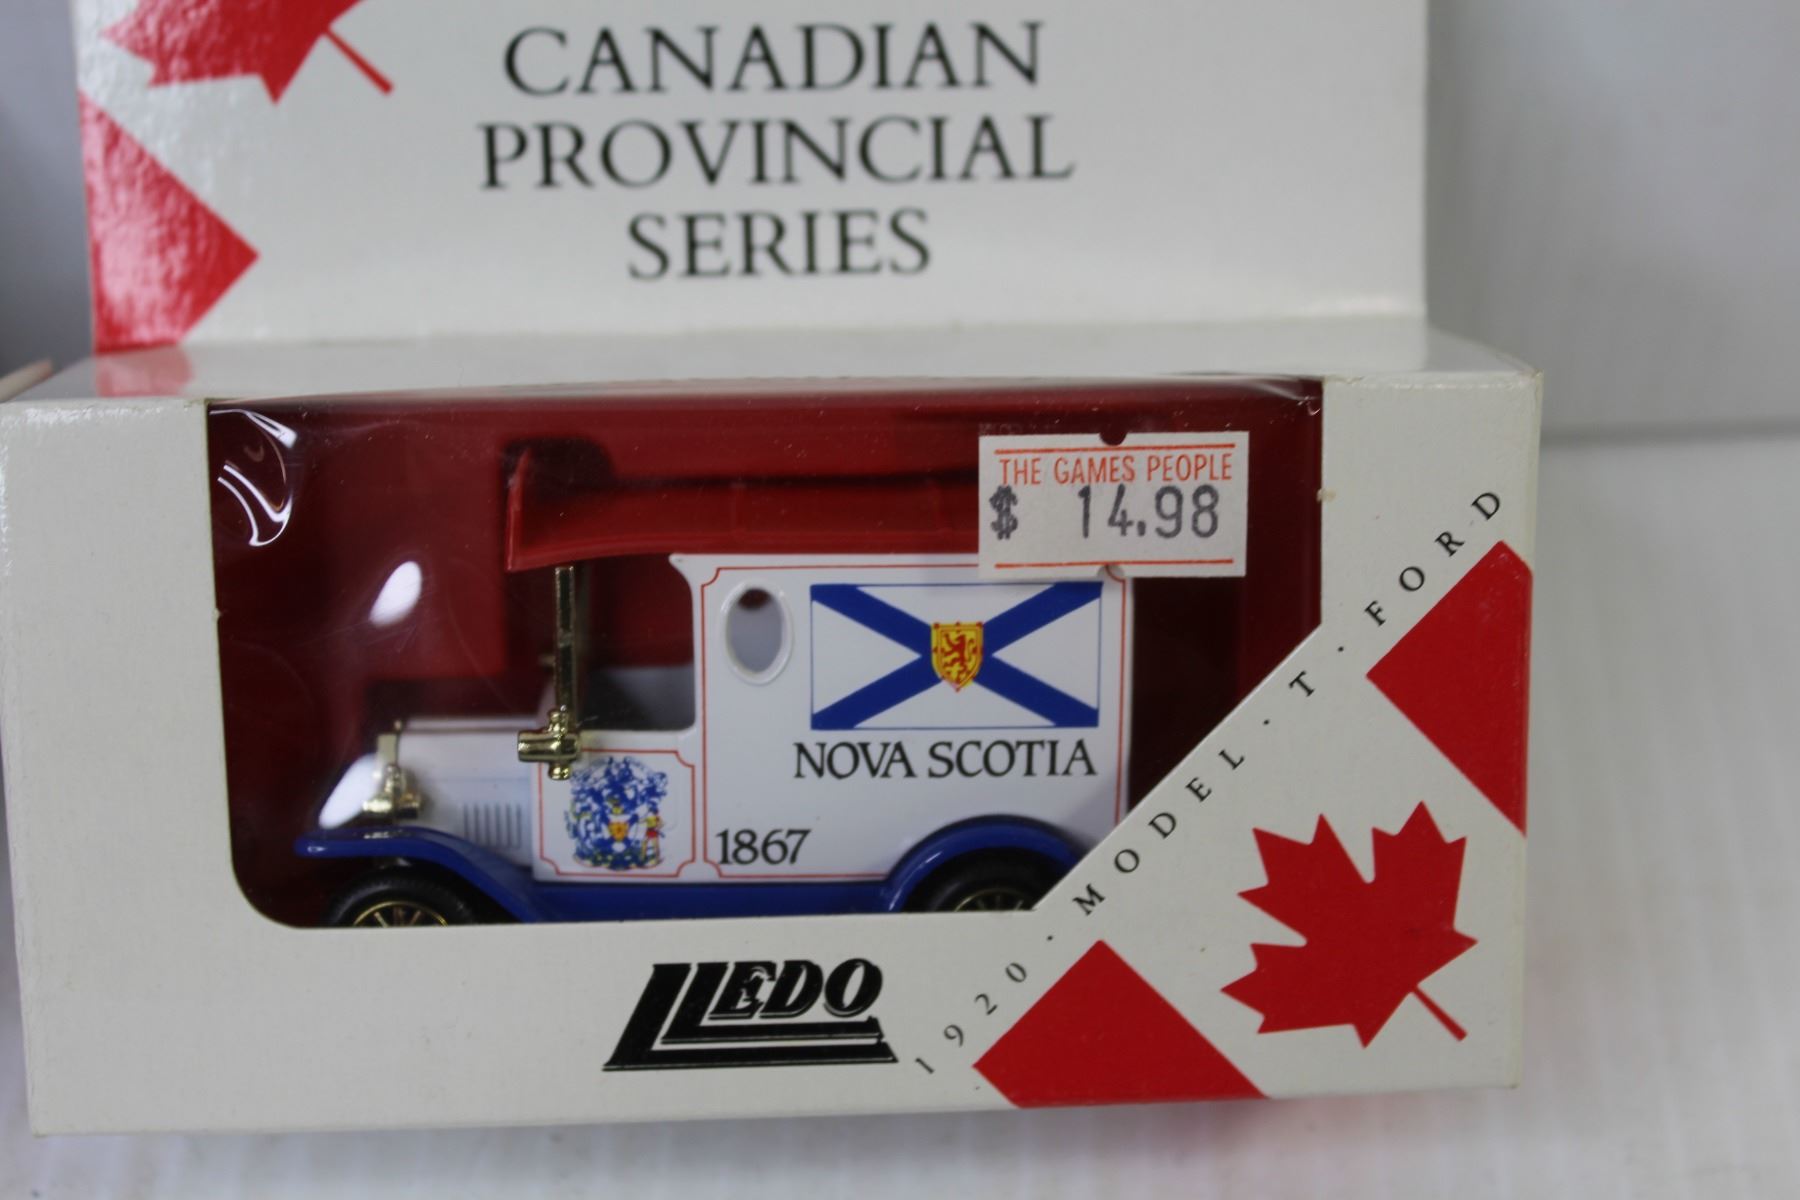 CANADIAN
PROVINCIAL
SERIES
THE GAMES PEOPLE
$ 14.98
NOVA SCOTIA
1867
LLEDO
1920 · MODEL · T · FORD